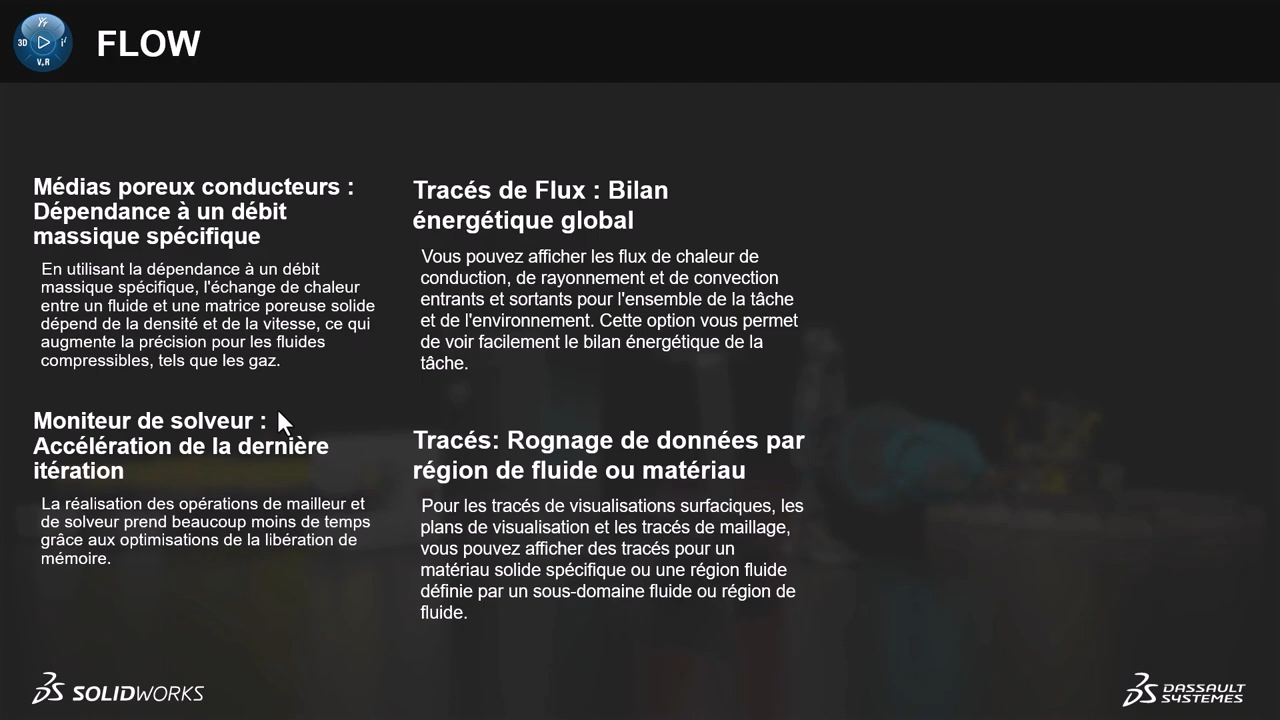 FLOW
Médias poreux conducteurs :
Dépendance à un débit
massique spécifique
En utilisant la dépendance à un débit
massique spécifique, l'échange de chaleur
entre un fluide et une matrice poreuse solide
dépend de la densité et de la vitesse, ce qui
augmente la précision pour les fluides
compressibles, tels que les gaz.
Moniteur de solveur :
Accélération de la dernière
itération
La réalisation des opérations de mailleur et
de solveur prend beaucoup moins de temps
grâce aux optimisations de la libération de
mémoire.
Tracés de Flux : Bilan
énergétique global
Vous pouvez afficher les flux de chaleur de
conduction, de rayonnement et de convection
entrants et sortants pour l'ensemble de la tâche
et de l'environnement. Cette option vous permet
de voir facilement le bilan énergétique de la
tâche.
Tracés: Rognage de données par
région de fluide ou matériau
Pour les tracés de visualisations surfaciques, les
plans de visualisation et les tracés de maillage,
vous pouvez afficher des tracés pour un
matériau solide spécifique ou une région fluide
définie par un sous-domaine fluide ou région de
fluide.
3D
V,R
SOLIDWORKS
DASSAULT
SYSTEMES